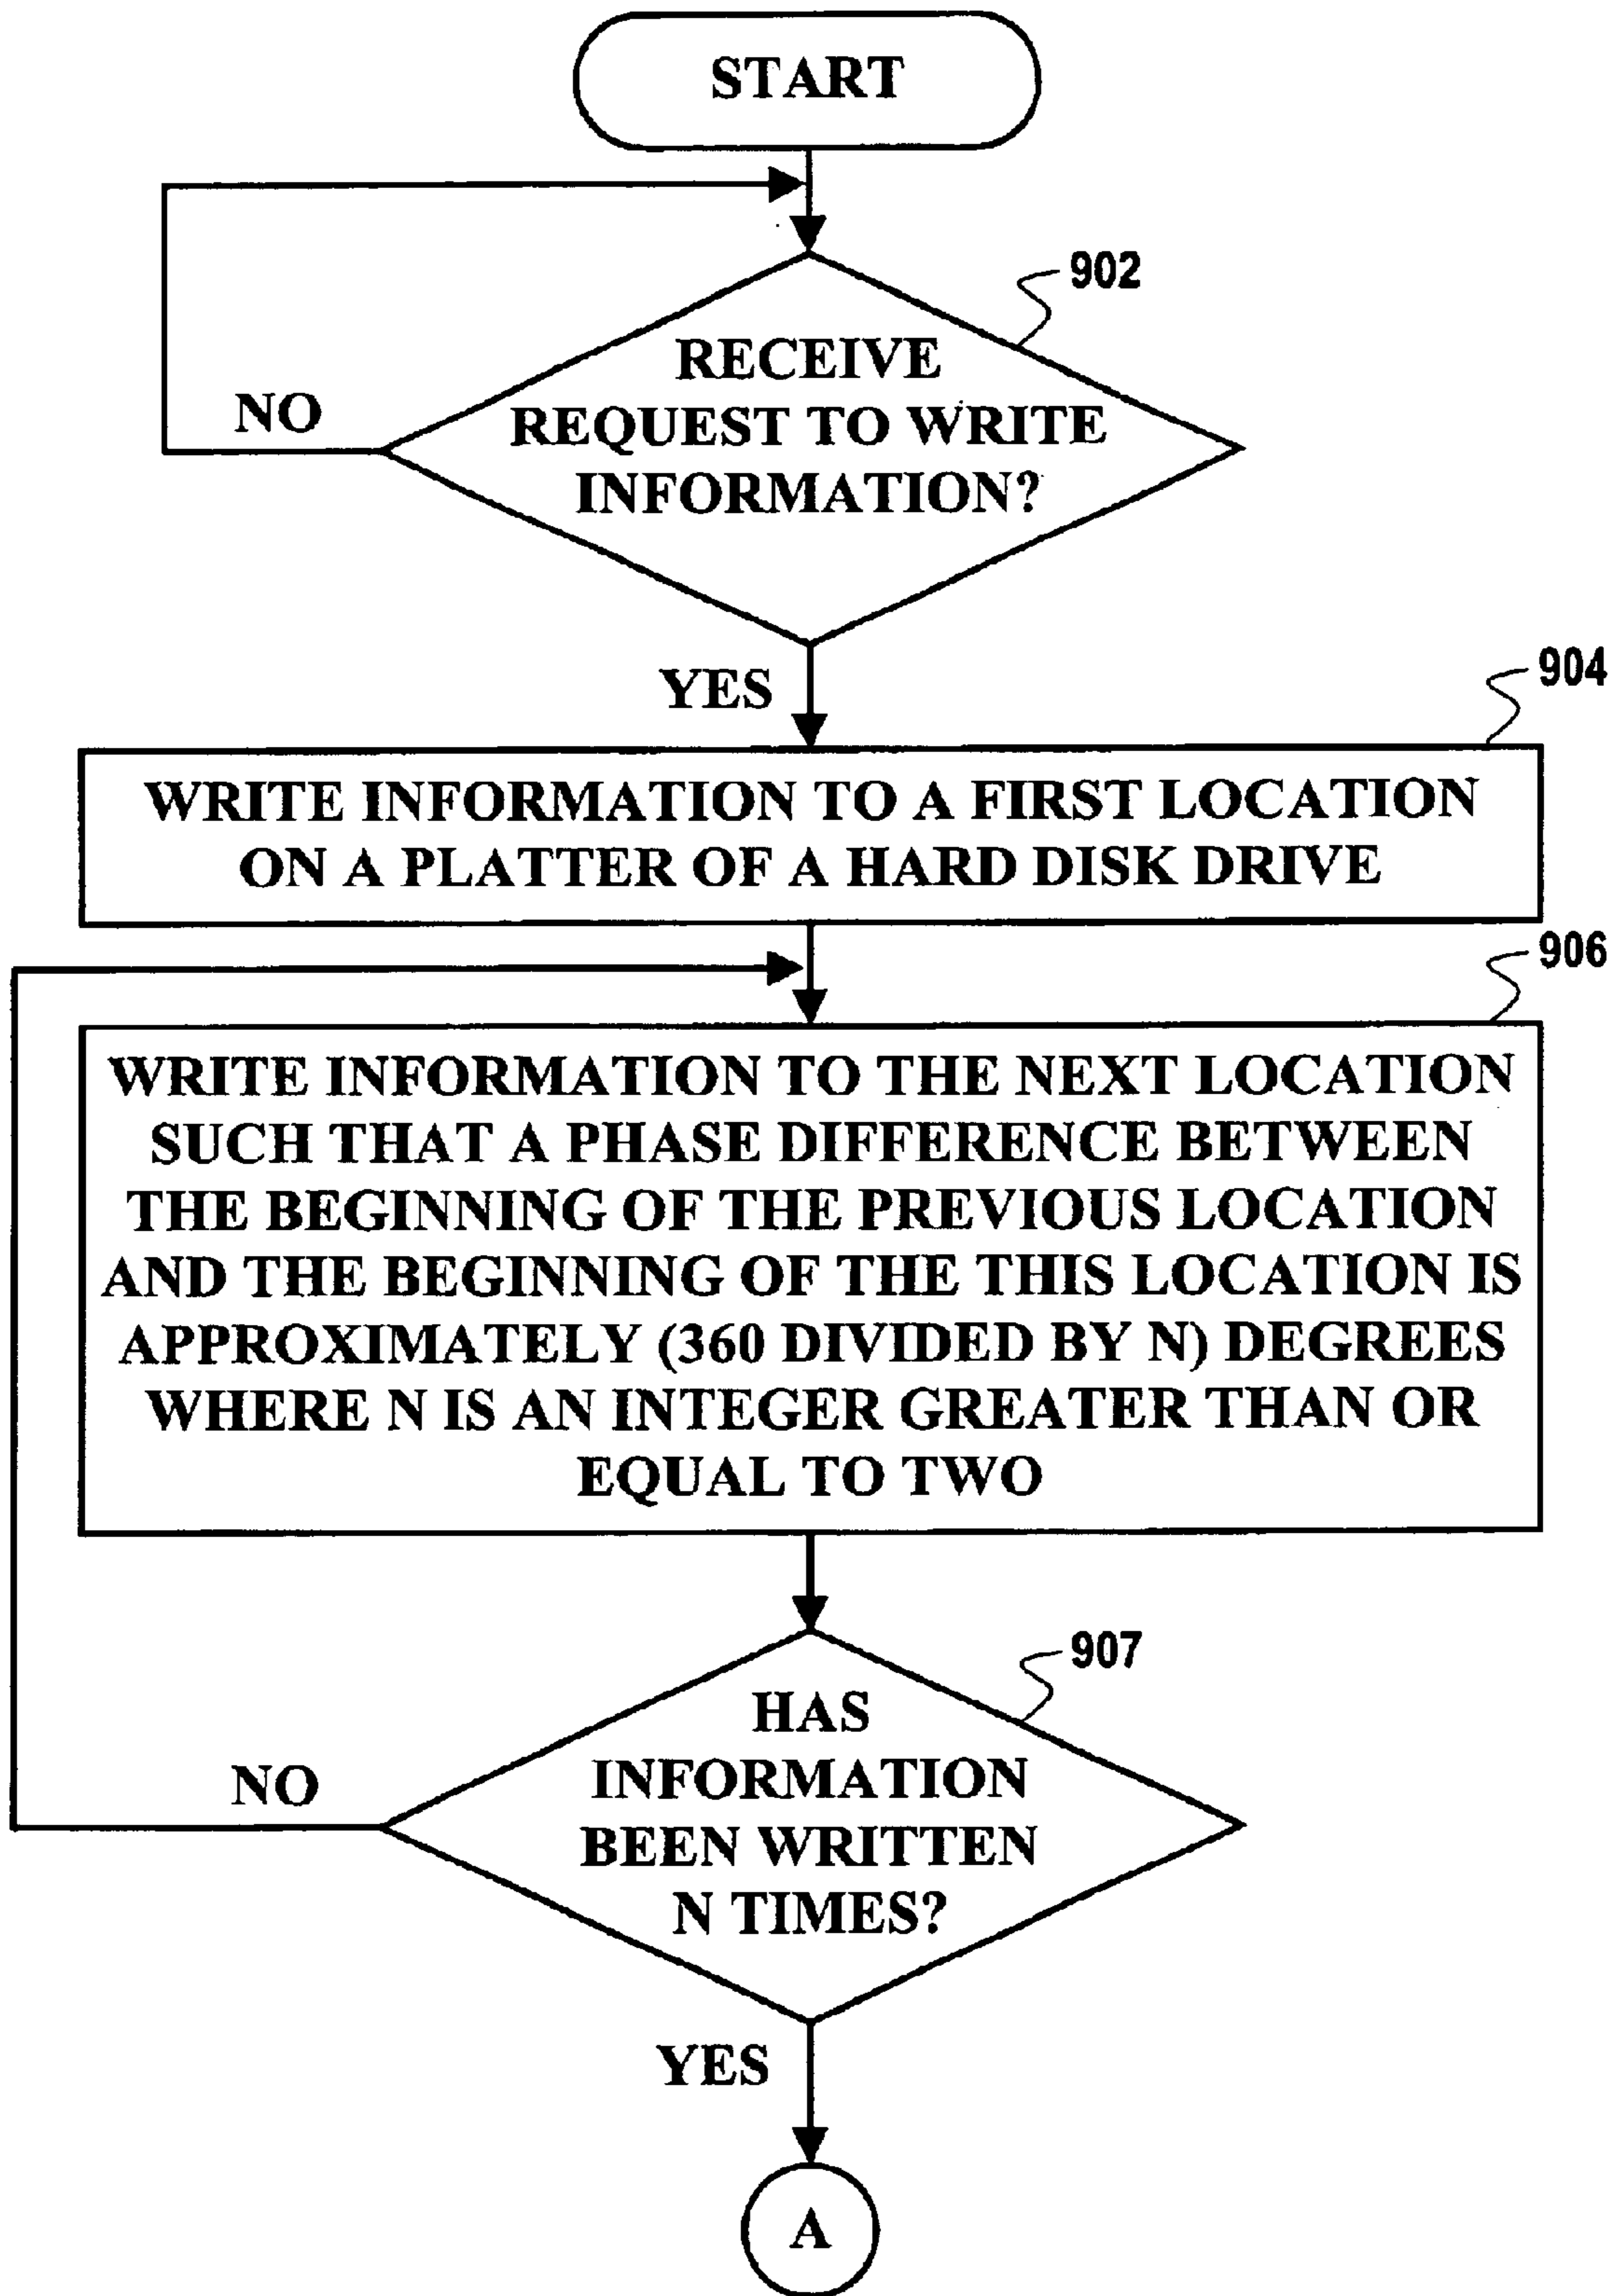 START
902
RECEIVE
REQUEST TO WRITE
INFORMATION?
NO
YES
904
WRITE INFORMATION TO A FIRST LOCATION
ON A PLATTER OF A HARD DISK DRIVE
906
WRITE INFORMATION TO THE NEXT LOCATION
SUCH THAT A PHASE DIFFERENCE BETWEEN
THE BEGINNING OF THE PREVIOUS LOCATION
AND THE BEGINNING OF THE THIS LOCATION IS
APPROXIMATELY (360 DIVIDED BY N) DEGREES
WHERE N IS AN INTEGER GREATER THAN OR
EQUAL TO TWO
907
HAS
INFORMATION
BEEN WRITTEN
N TIMES?
NO
YES
A